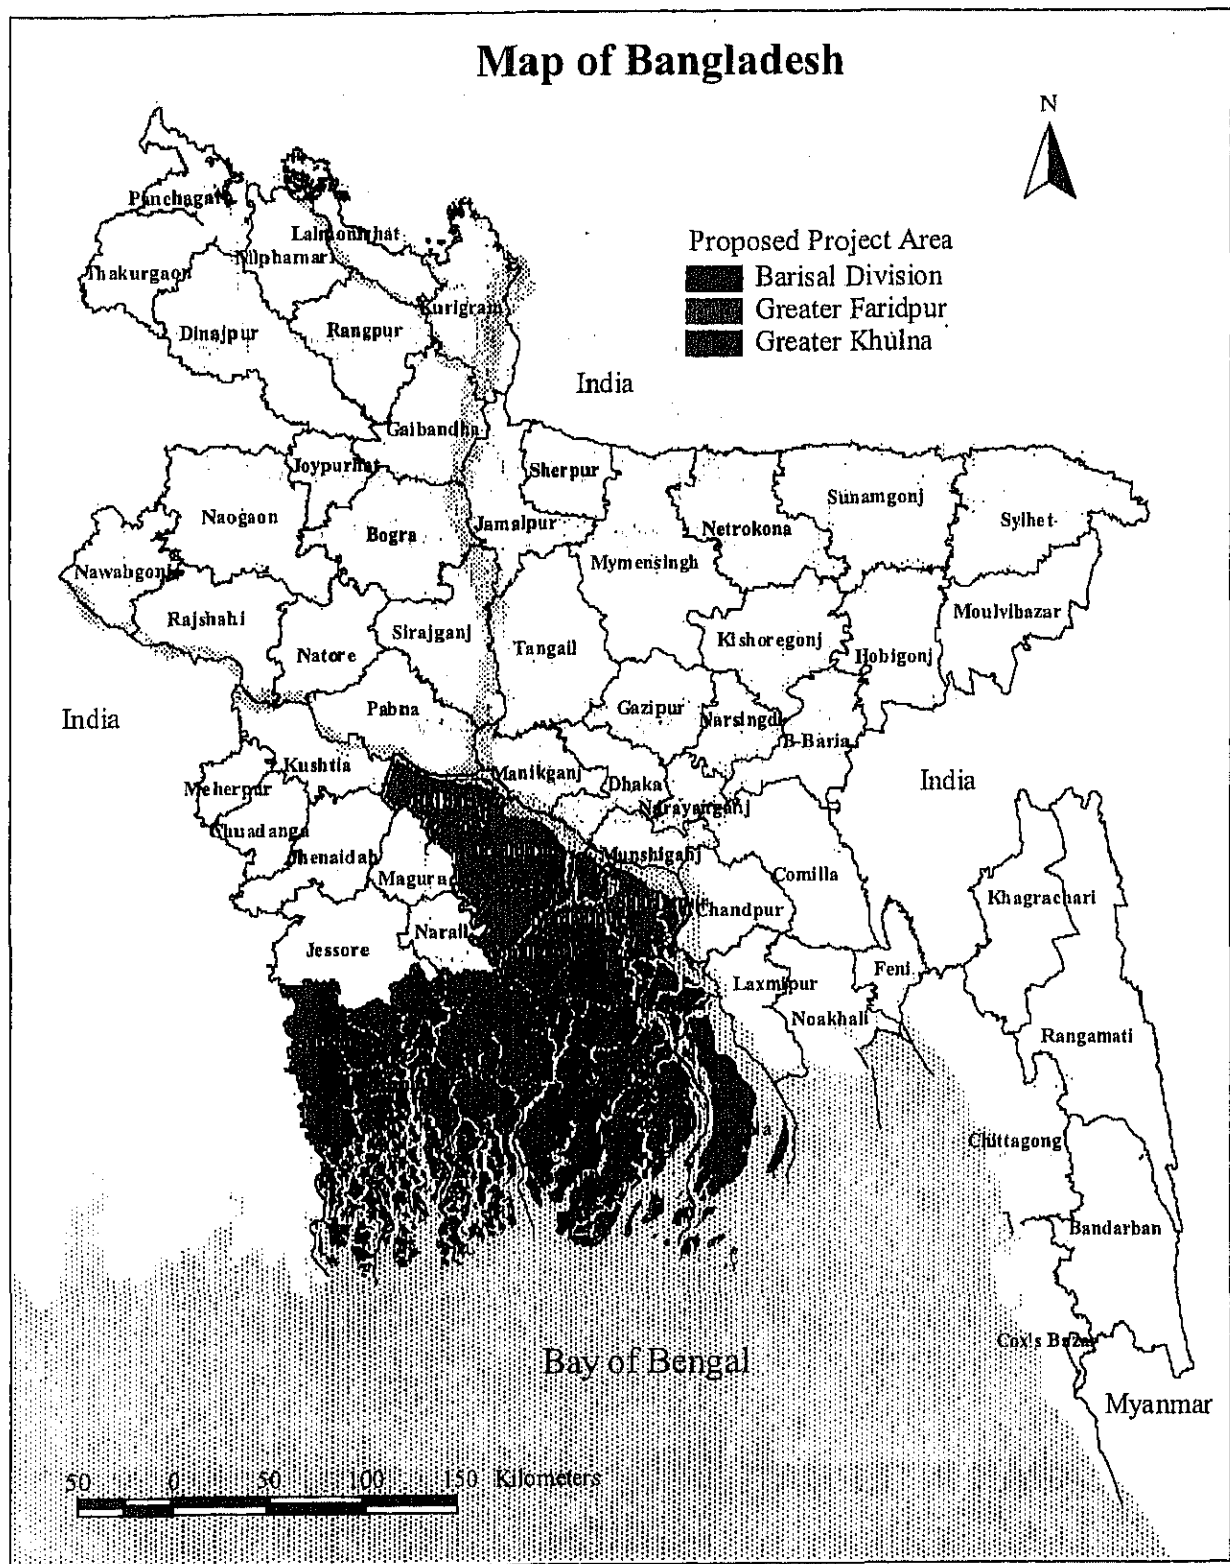 Map of Bangladesh
N
Panchagarh
Lalmonirhat
Nilphamari
Thakurgaon
Kurigram
Dinajpur
Rangpur
Proposed Project Area
Barisal Division
Greater Faridpur
Greater Khulna
India
Gaibandha
Joypurhat
Sherpur
Naogaon
Bogra
Jamalpur
Netrokona
Sunamgonj
Sylhet
Nawabgonj
Mymensingh
Rajshahi
Natore
Sirajganj
Tangail
Kishoregonj
Hobigonj
Moulvibazar
India
Pabna
Gazipur
Narsingdi
B-Baria
Kushtia
Manikganj
Dhaka
India
Meherpur
Narayanganj
Chuadanga
Jhenaidah
Munshiganj
Magura
Comilla
Khagrachari
Chandpur
Narail
Jessore
Laxmipur
Feni
Noakhali
Rangamati
Chittagong
Bandarban
Cox's Bazar
Bay of Bengal
Myanmar
50 0 50 100 150 Kilometers